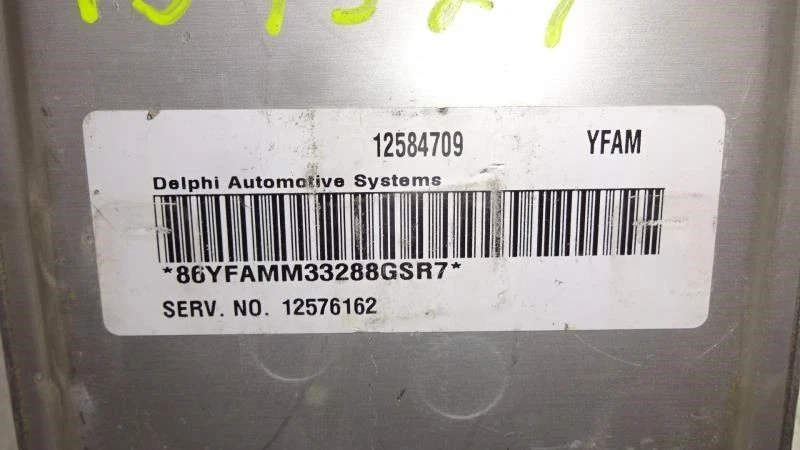 12584709 YFAM
Delphi Automotive Systems
*86YFAMM33288GSR7*
SERV. NO. 12576162